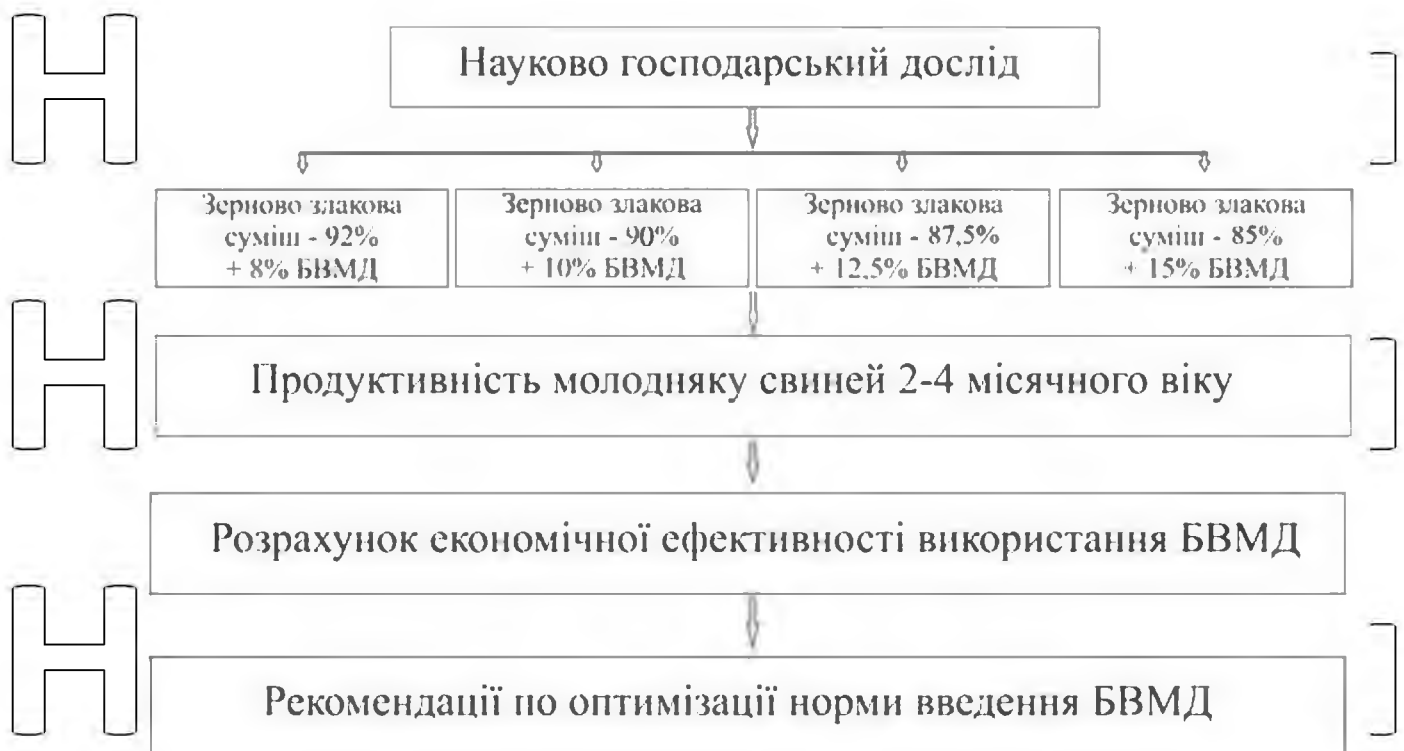 Науково господарський дослід
Зерново злакова
суміш - 92%
+ 8% БВМД
Зерново злакова
суміш - 90%
+ 10% БВМД
Зерново злакова
суміш - 87,5%
+ 12,5% БВМД
Зерново злакова
суміш - 85%
+ 15% БВМД
Продуктивність молодняку свиней 2-4 місячного віку
Розрахунок економічної ефективності використання БВМД
Рекомендації по оптимізації норми введення БВМД
Н
Н
Н